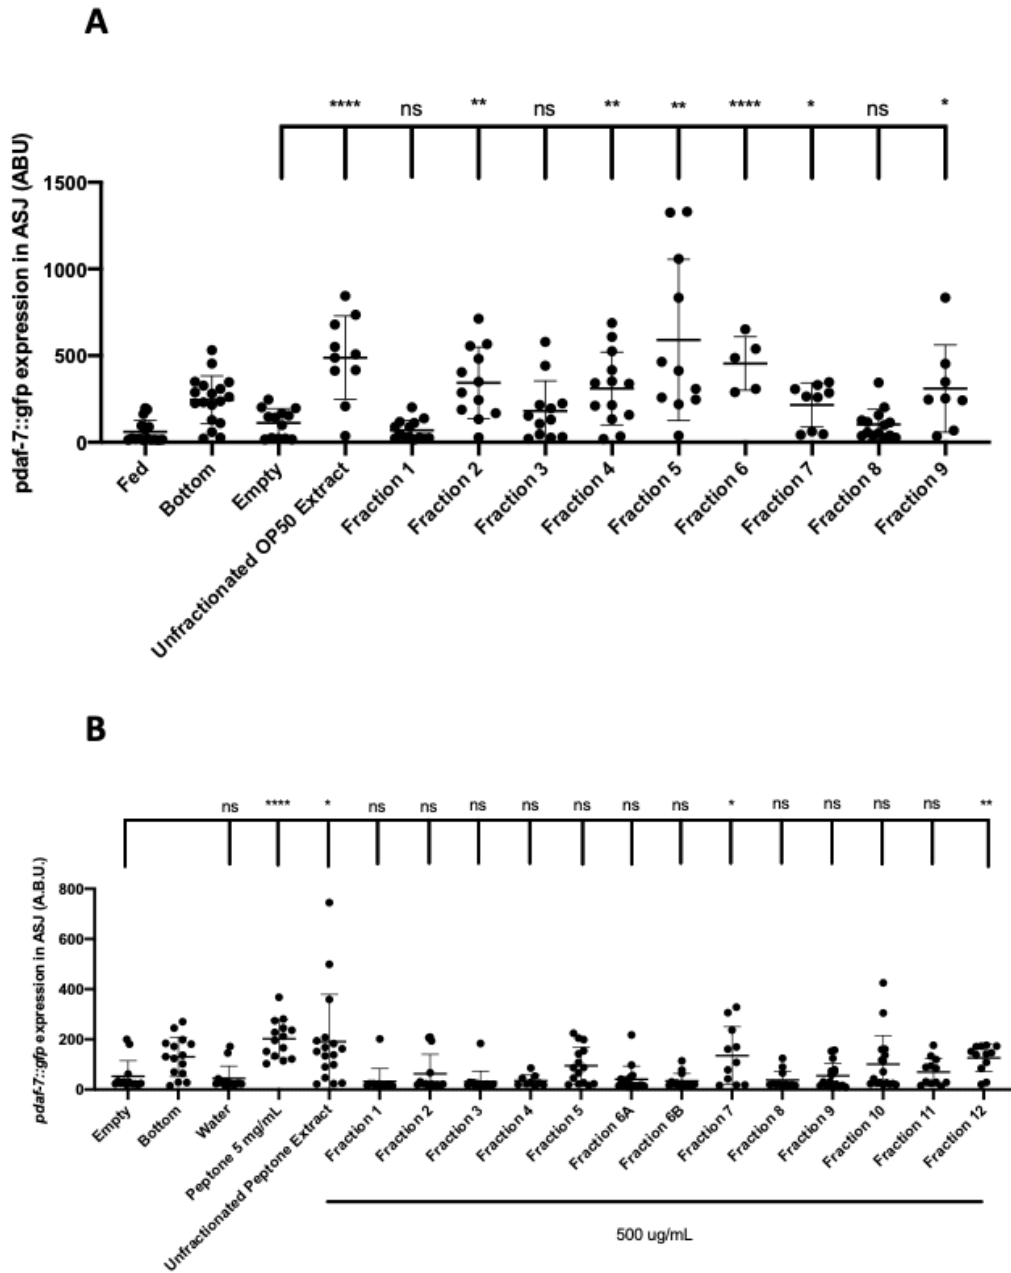 A
**** ns ** ns ** ** **** * ns *
pdaf-7::gfp expression in ASJ (ABU)
1500
1000
500
0
Fed
Bottom
Empty
Unfractionated OP50 Extract
Fraction 1
Fraction 2
Fraction 3
Fraction 4
Fraction 5
Fraction 6
Fraction 7
Fraction 8
Fraction 9
B
ns **** * ns ns ns ns ns ns ns * ns ns ns ns **
pdaf-7::gfp expression in ASJ (A.B.U.)
800
600
400
200
0
Empty
Bottom
Water
Peptone 5 mg/mL
Unfractionated Peptone Extract
Fraction 1
Fraction 2
Fraction 3
Fraction 4
Fraction 5
Fraction 6A
Fraction 6B
Fraction 7
Fraction 8
Fraction 9
Fraction 10
Fraction 11
Fraction 12
500 ug/mL